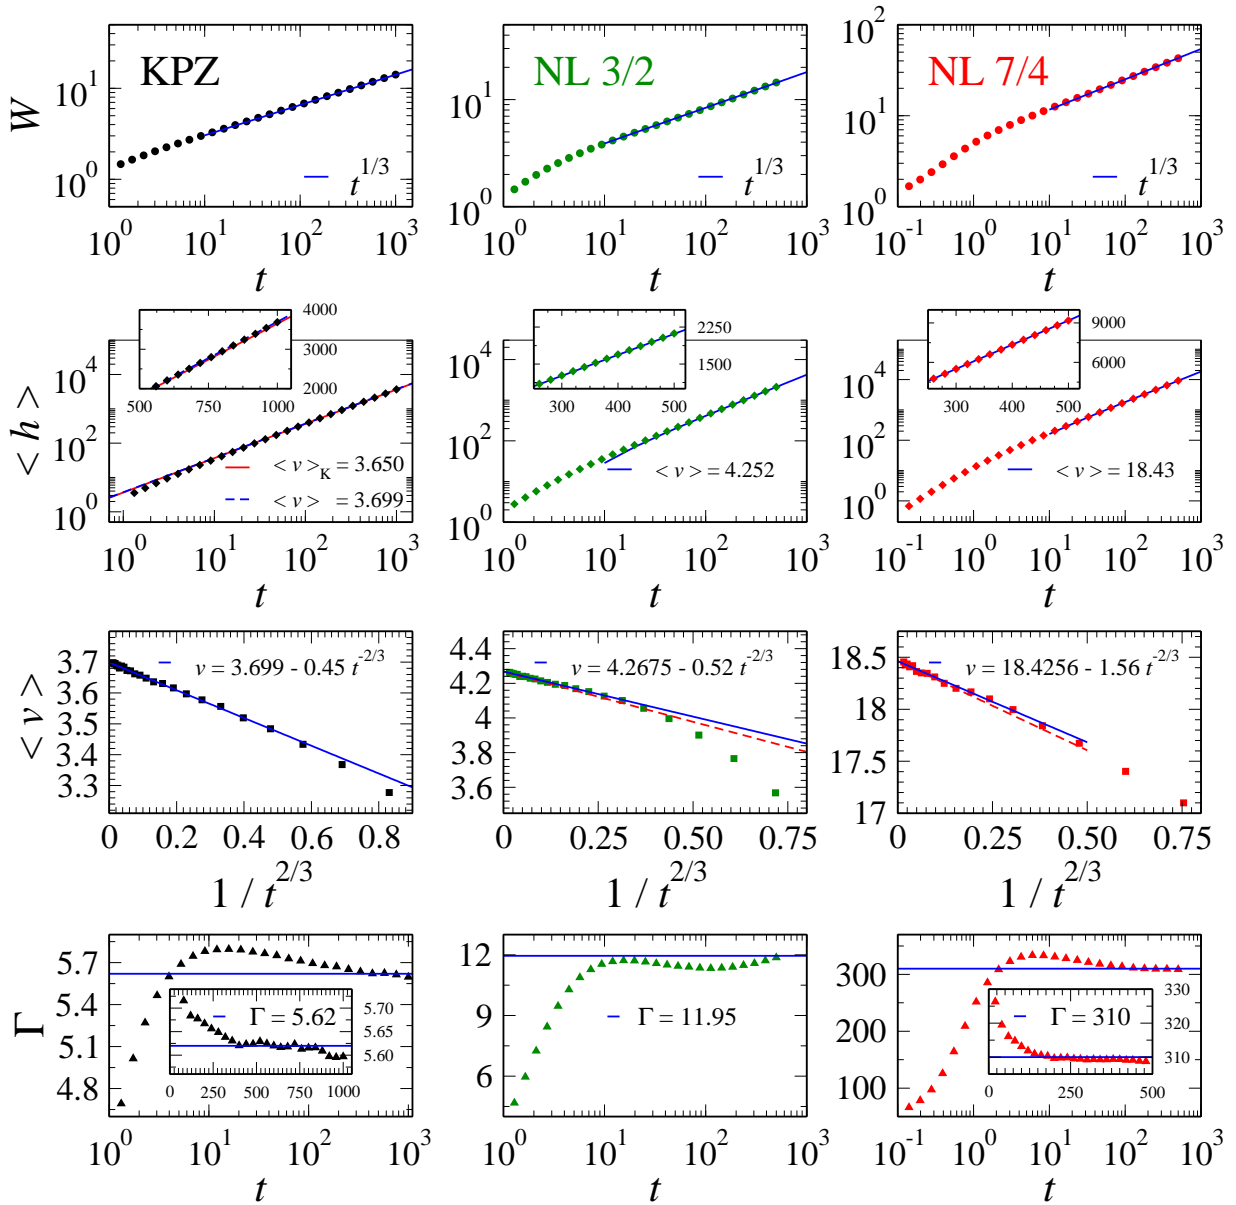 KPZ
W
10^1
10^0
t^{1/3}
10^0 10^1 10^2 10^3
t
NL 3/2
10^1
10^0
t^{1/3}
10^0 10^1 10^2 10^3
t
NL 7/4
10^2
10^1
10^0
t^{1/3}
10^{-1} 10^0 10^1 10^2 10^3
t
< h >
10^4
10^2
10^0
4000
3000
2000
500 750 1000
< v >_K = 3.650
< v > = 3.699
10^0 10^1 10^2 10^3
t
10^4
10^2
10^0
2250
1500
300 400 500
< v > = 4.252
10^0 10^1 10^2 10^3
t
10^4
10^2
10^0
9000
6000
300 400 500
< v > = 18.43
10^{-1} 10^0 10^1 10^2 10^3
t
< v >
3.7
3.6
3.5
3.4
3.3
v = 3.699 - 0.45 t^{-2/3}
0 0.2 0.4 0.6 0.8
1 / t^{2/3}
4.4
4.2
4
3.8
3.6
v = 4.2675 - 0.52 t^{-2/3}
0 0.25 0.50 0.75
1 / t^{2/3}
18.5
18
17.5
17
v = 18.4256 - 1.56 t^{-2/3}
0 0.25 0.50 0.75
1 / t^{2/3}
Γ
5.7
5.4
5.1
4.8
Γ = 5.62
5.70
5.65
5.60
0 250 500 750 1000
10^0 10^1 10^2 10^3
t
12
9
6
Γ = 11.95
10^0 10^1 10^2 10^3
t
300
200
100
Γ = 310
330
320
310
0 250 500
10^{-1} 10^0 10^1 10^2 10^3
t